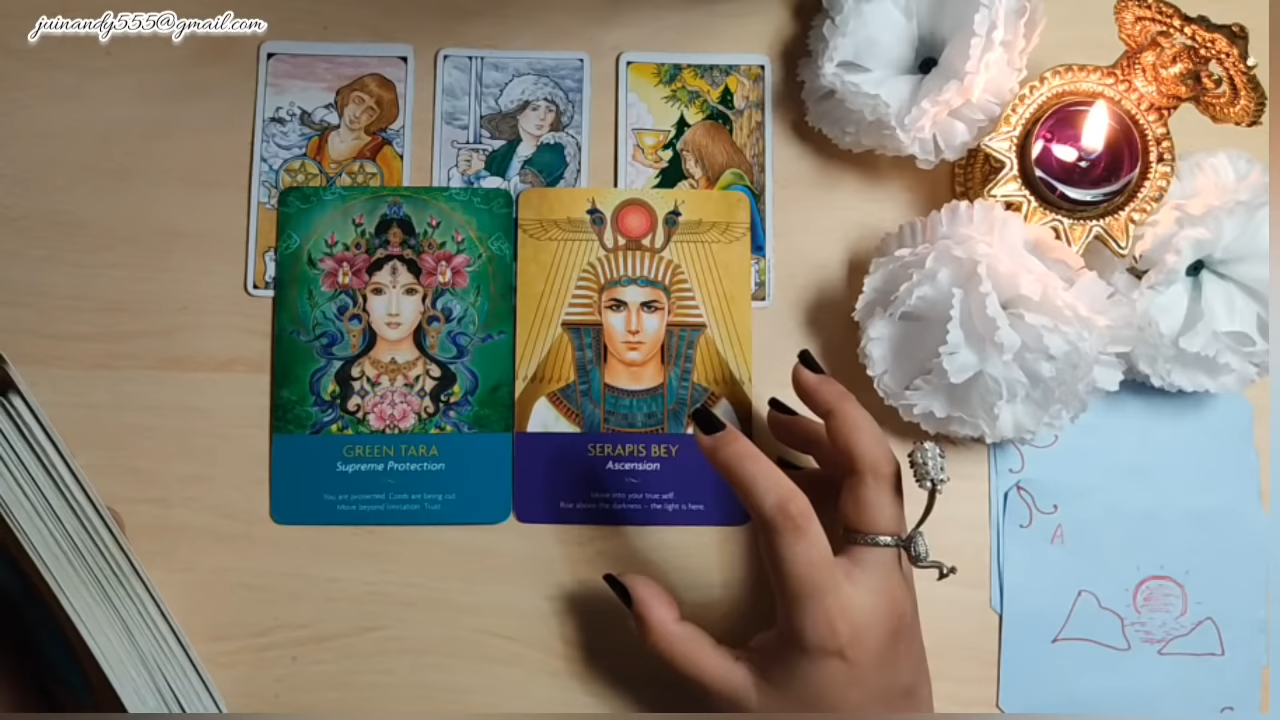 juinandy555@gmail.com
GREEN TARA
Supreme Protection
You are protected. Cords are being cut.
Move beyond limitation. Trust.
SERAPIS BEY
Ascension
Move into your true self.
Rise above the darkness – the light is here.
A